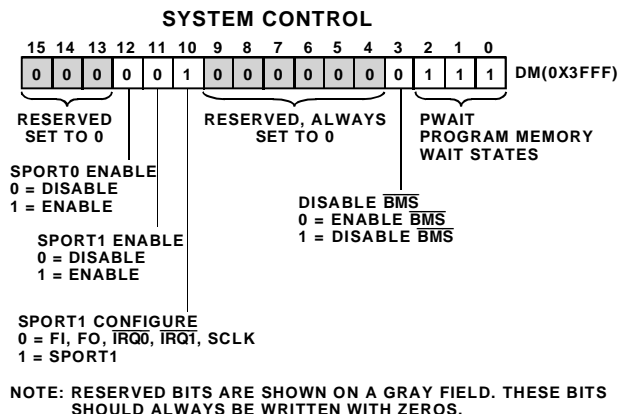 SYSTEM CONTROL
15 14 13 12 11 10 9 8 7 6 5 4 3 2 1 0
0 0 0 0 0 1 0 0 0 0 0 0 0 1 1 1 DM(0X3FFF)
RESERVED
SET TO 0
RESERVED, ALWAYS
SET TO 0
PWAIT
PROGRAM MEMORY
WAIT STATES
SPORT0 ENABLE
0 = DISABLE
1 = ENABLE
DISABLE BMS
0 = ENABLE BMS
1 = DISABLE BMS
SPORT1 ENABLE
0 = DISABLE
1 = ENABLE
SPORT1 CONFIGURE
0 = FI, FO, IRQ0, IRQ1, SCLK
1 = SPORT1
NOTE: RESERVED BITS ARE SHOWN ON A GRAY FIELD. THESE BITS
SHOULD ALWAYS BE WRITTEN WITH ZEROS.